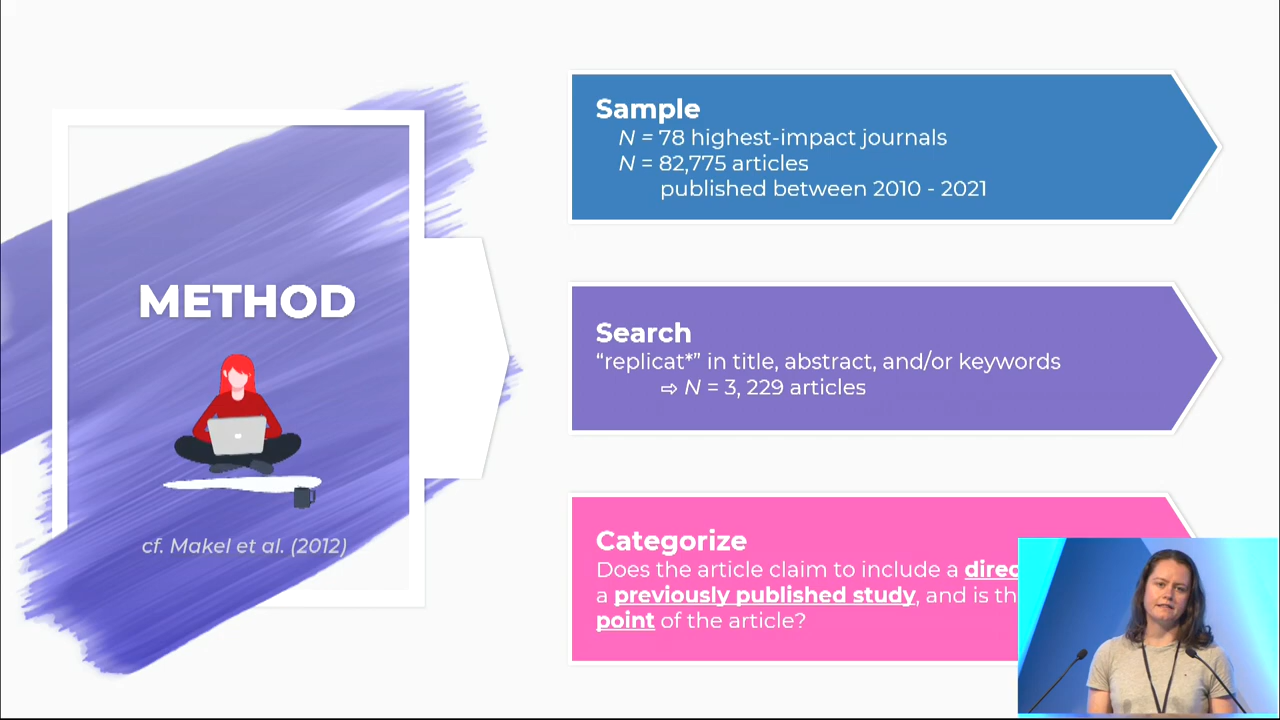 METHOD
cf. Makel et al. (2012)
Sample
N = 78 highest-impact journals
N = 82,775 articles
published between 2010 - 2021
Search
“replicat*” in title, abstract, and/or keywords
⇨ N = 3, 229 articles
Categorize
Does the article claim to include a
a previously published study, and is
point of the article?